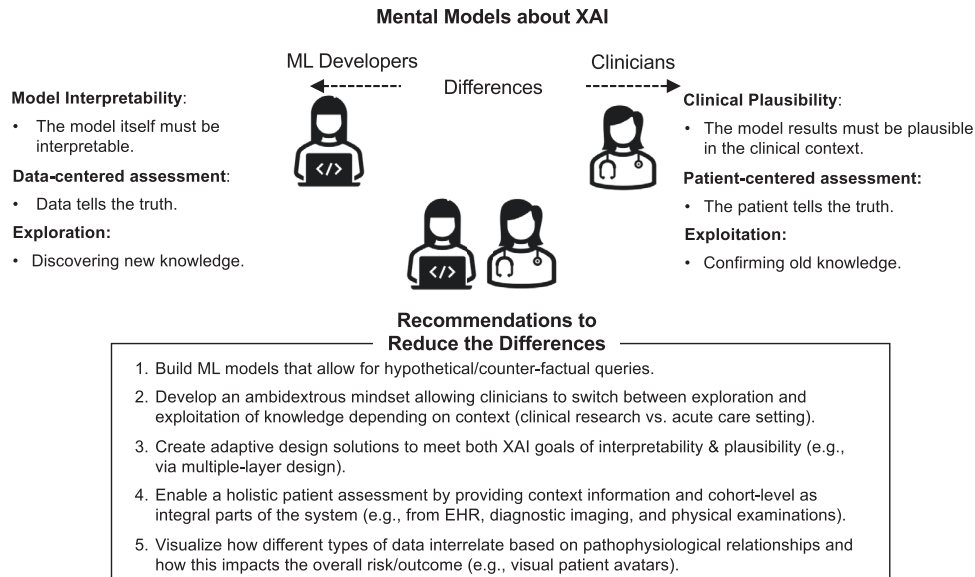 Mental Models about XAI
ML Developers
Differences
Clinicians
Model Interpretability:
• The model itself must be
interpretable.
Data-centered assessment:
• Data tells the truth.
Exploration:
• Discovering new knowledge.
Clinical Plausibility:
• The model results must be plausible
in the clinical context.
Patient-centered assessment:
• The patient tells the truth.
Exploitation:
• Confirming old knowledge.
</>
</>
Recommendations to
Reduce the Differences
1. Build ML models that allow for hypothetical/counter-factual queries.
2. Develop an ambidextrous mindset allowing clinicians to switch between exploration and
exploitation of knowledge depending on context (clinical research vs. acute care setting).
3. Create adaptive design solutions to meet both XAI goals of interpretability & plausibility (e.g.,
via multiple-layer design).
4. Enable a holistic patient assessment by providing context information and cohort-level as
integral parts of the system (e.g., from EHR, diagnostic imaging, and physical examinations).
5. Visualize how different types of data interrelate based on pathophysiological relationships and
how this impacts the overall risk/outcome (e.g., visual patient avatars).